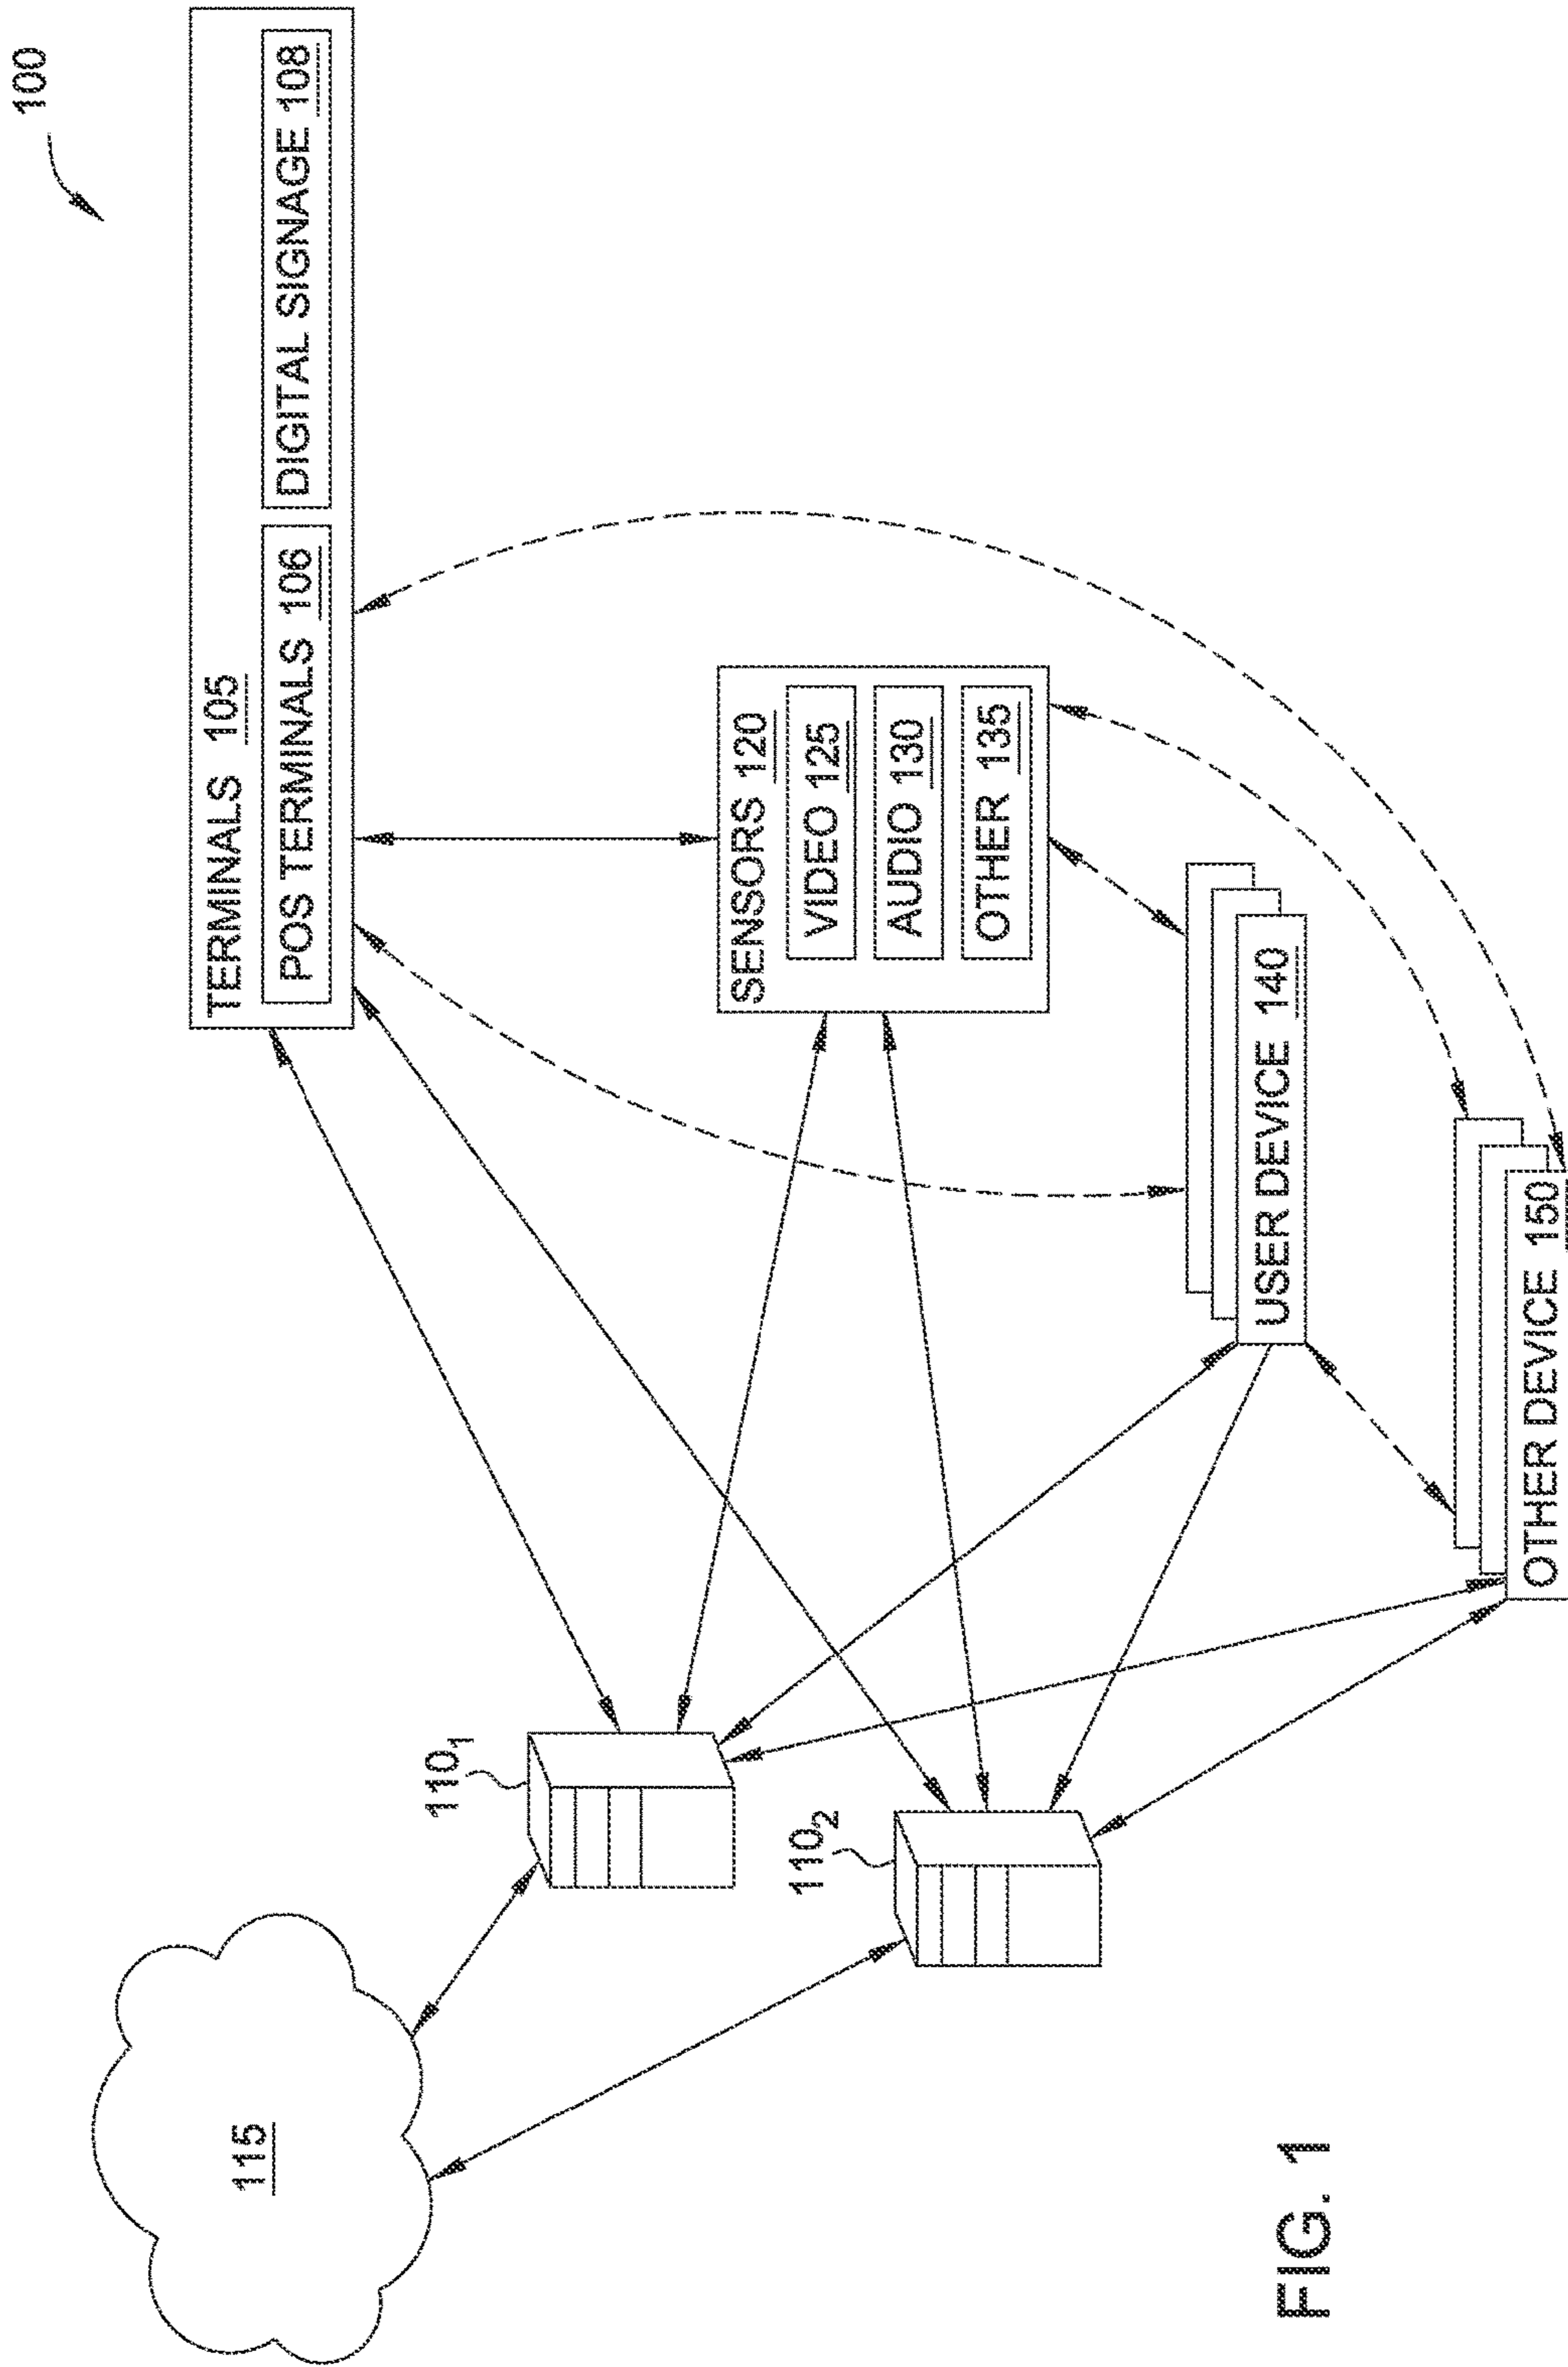 100
TERMINALS 105
POS TERMINALS 106
DIGITAL SIGNAGE 108
115
110₁
110₂
SENSORS 120
VIDEO 125
AUDIO 130
OTHER 135
USER DEVICE 140
OTHER DEVICE 150
FIG. 1